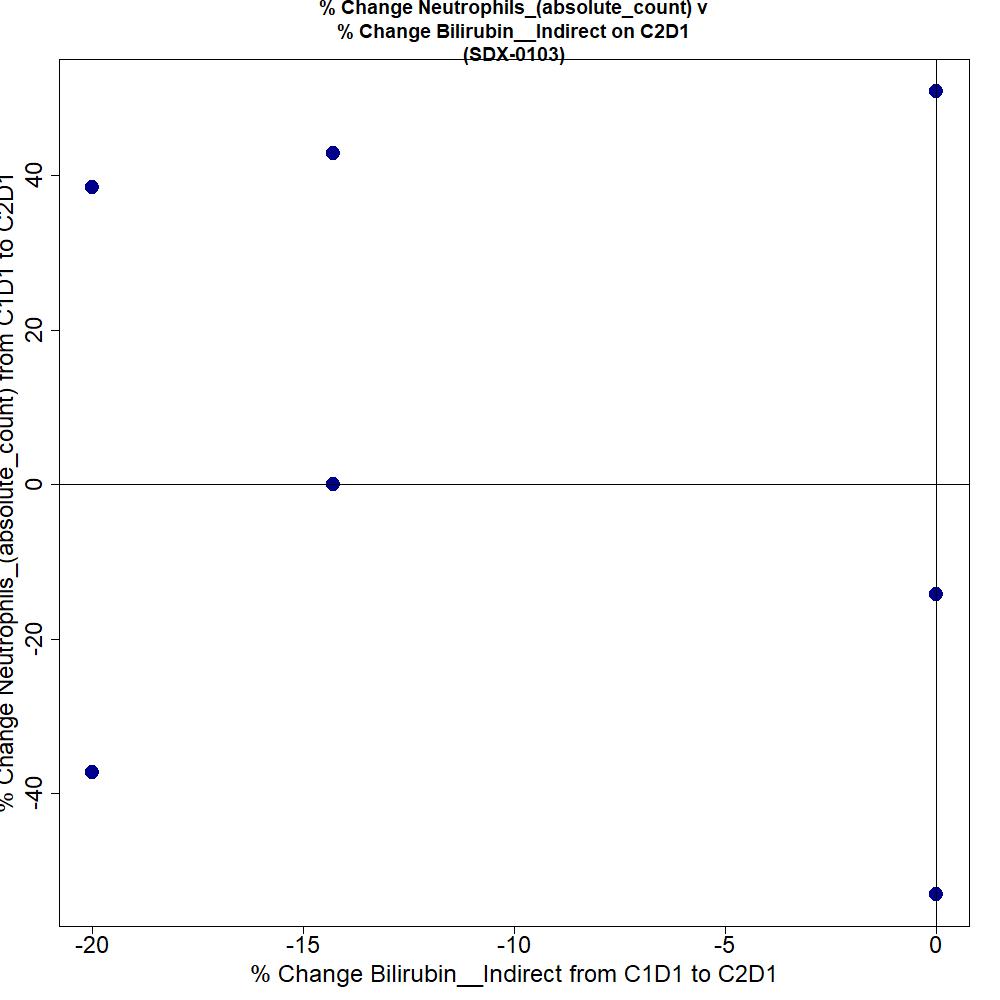 % Change Neutrophils_(absolute_count) v
% Change Bilirubin__Indirect on C2D1
(SDX-0103)
% Change Neutrophils_(absolute_count) from C1D1 to C2D1
40
20
0
-20
-40
-20 -15 -10 -5 0
% Change Bilirubin__Indirect from C1D1 to C2D1